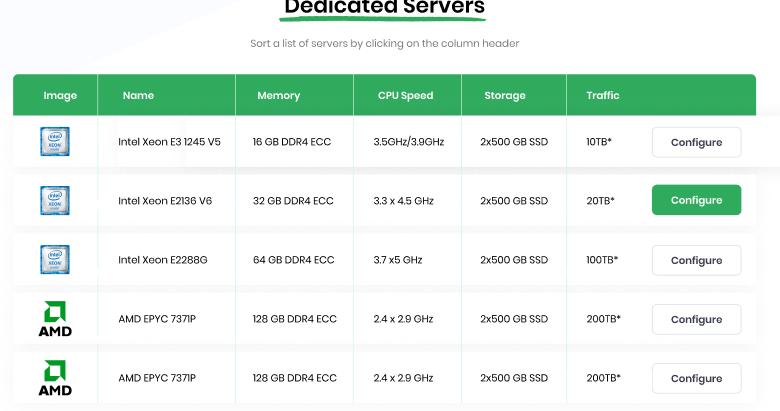 Dedicated Servers
Sort a list of servers by clicking on the column header
Image Name Memory CPU Speed Storage Traffic
intel XEON Intel Xeon E3 1245 V5 16 GB DDR4 ECC 3.5GHz/3.9GHz 2x500 GB SSD 10TB* Configure
intel XEON Intel Xeon E2136 V6 32 GB DDR4 ECC 3.3 x 4.5 GHz 2x500 GB SSD 20TB* Configure
intel XEON Intel Xeon E2288G 64 GB DDR4 ECC 3.7 x5 GHz 2x500 GB SSD 100TB* Configure
AMD AMD EPYC 7371P 128 GB DDR4 ECC 2.4 x 2.9 GHz 2x500 GB SSD 200TB* Configure
AMD AMD EPYC 7371P 128 GB DDR4 ECC 2.4 x 2.9 GHz 2x500 GB SSD 200TB* Configure